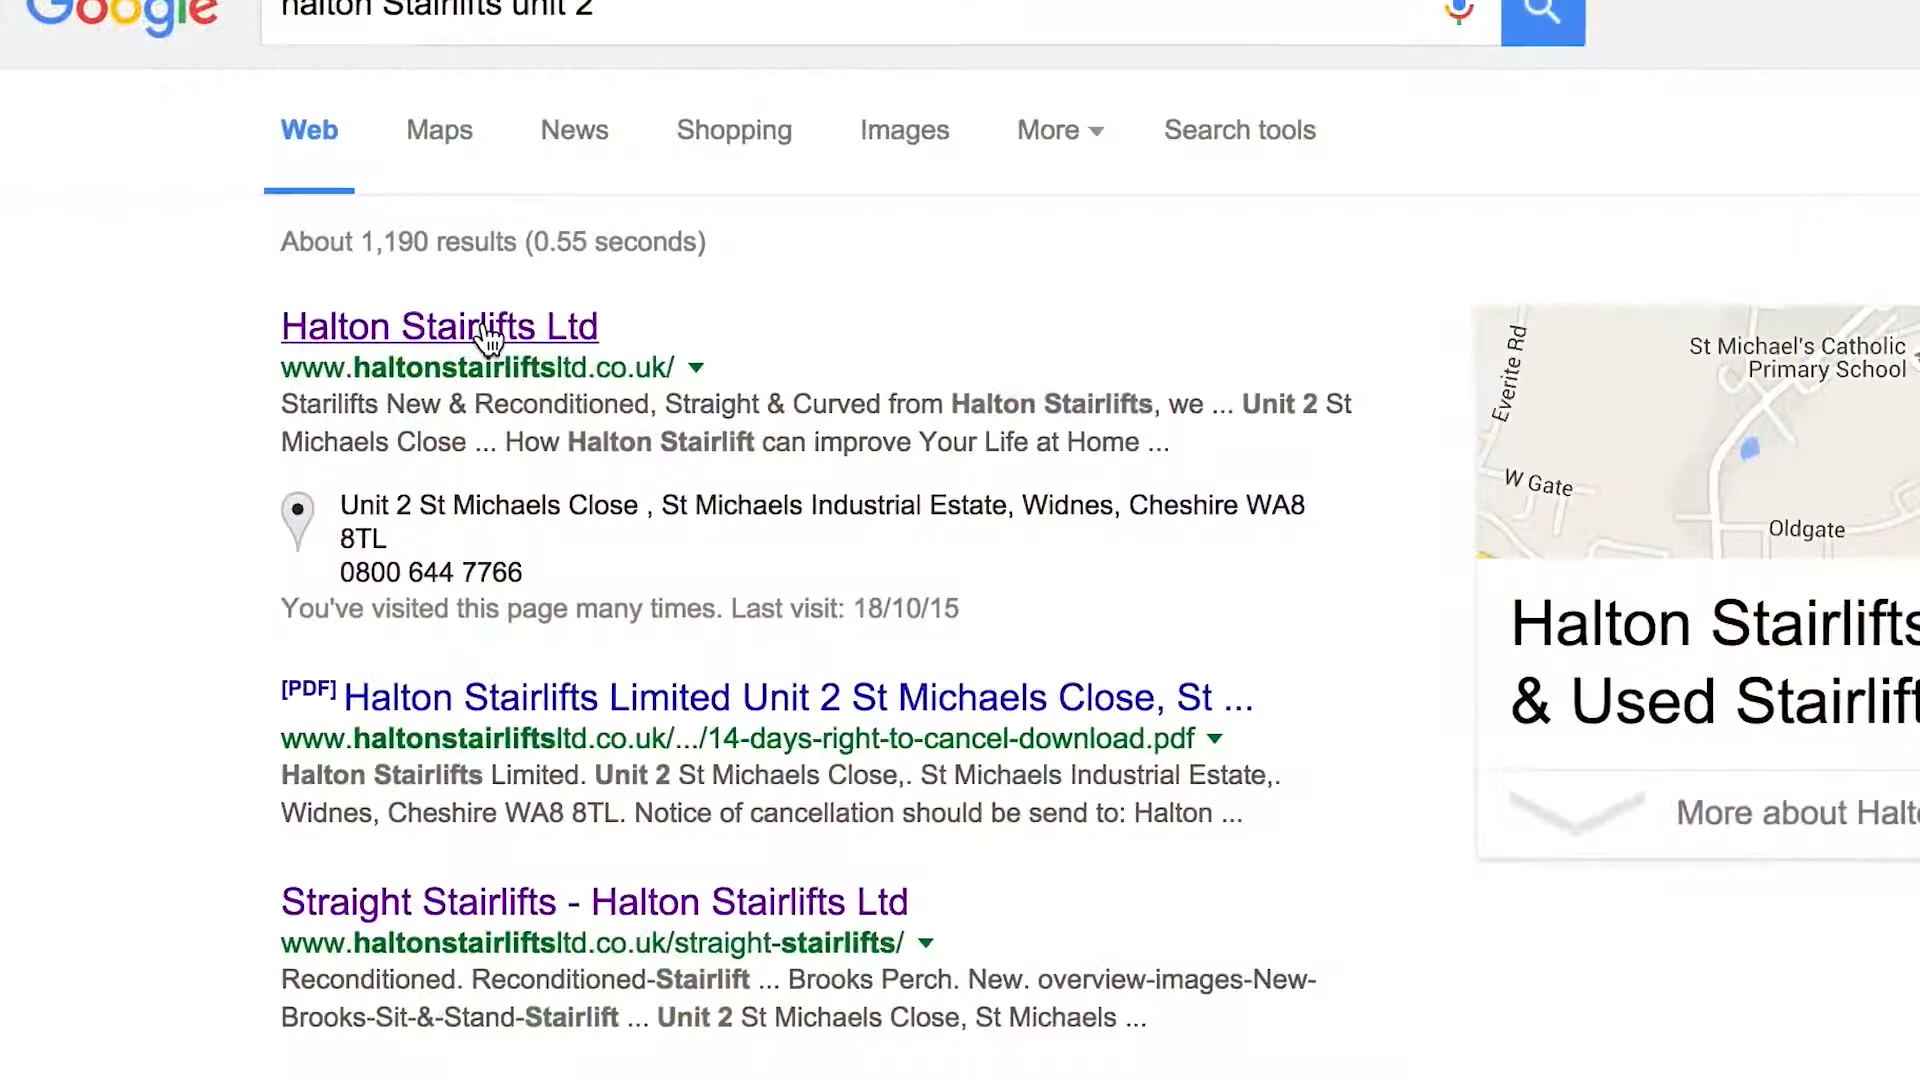 Google
halton Stairlifts unit 2
Web Maps News Shopping Images More Search tools
About 1,190 results (0.55 seconds)
Halton Stairlifts Ltd
www.haltonstairliftsltd.co.uk/
Starilifts New & Reconditioned, Straight & Curved from Halton Stairlifts, we ... Unit 2 St
Michaels Close ... How Halton Stairlift can improve Your Life at Home ...
Unit 2 St Michaels Close , St Michaels Industrial Estate, Widnes, Cheshire WA8
8TL
0800 644 7766
You've visited this page many times. Last visit: 18/10/15
[PDF] Halton Stairlifts Limited Unit 2 St Michaels Close, St ...
www.haltonstairliftsltd.co.uk/.../14-days-right-to-cancel-download.pdf
Halton Stairlifts Limited. Unit 2 St Michaels Close,. St Michaels Industrial Estate,.
Widnes, Cheshire WA8 8TL. Notice of cancellation should be send to: Halton ...
Straight Stairlifts - Halton Stairlifts Ltd
www.haltonstairliftsltd.co.uk/straight-stairlifts/
Reconditioned. Reconditioned-Stairlift ... Brooks Perch. New. overview-images-New-
Brooks-Sit-&-Stand-Stairlift ... Unit 2 St Michaels Close, St Michaels ...
Everite Rd
St Michael's Catholic
Primary School
W Gate
Oldgate
Halton Stairlifts
& Used Stairlift
More about Halt